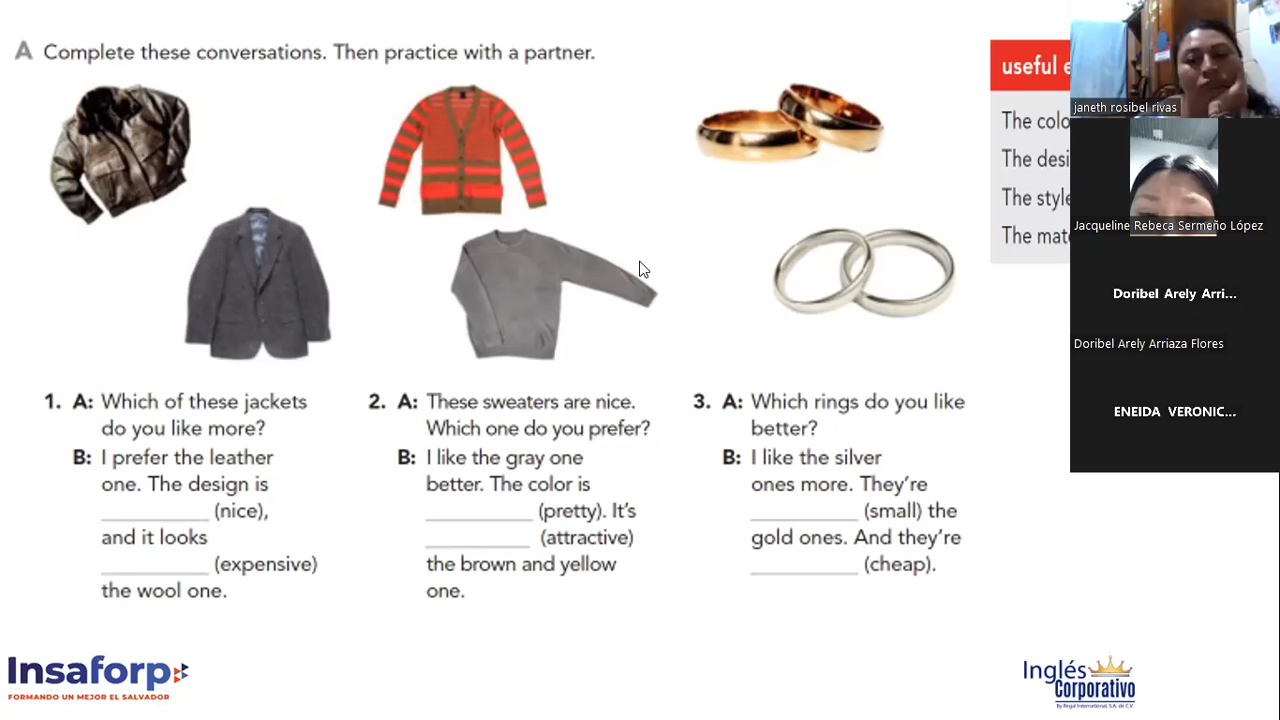 A Complete these conversations. Then practice with a partner.
1. A: Which of these jackets
do you like more?
B: I prefer the leather
one. The design is
__________ (nice),
and it looks
__________ (expensive)
the wool one.
2. A: These sweaters are nice.
Which one do you prefer?
B: I like the gray one
better. The color is
__________ (pretty). It's
__________ (attractive)
the brown and yellow
one.
3. A: Which rings do you like
better?
B: I like the silver
ones more. They're
__________ (small) the
gold ones. And they're
__________ (cheap).
useful
The
The
The
The
janeth rosibel rivas
Jacqueline Rebeca Sermeño López
Doribel Arely Arri...
Doribel Arely Arriaza Flores
ENEIDA VERONIC...
Insaforp
FORMANDO UN MEJOR EL SALVADOR
Inglés
Corporativo
By Regal International, S.A. de C.V.